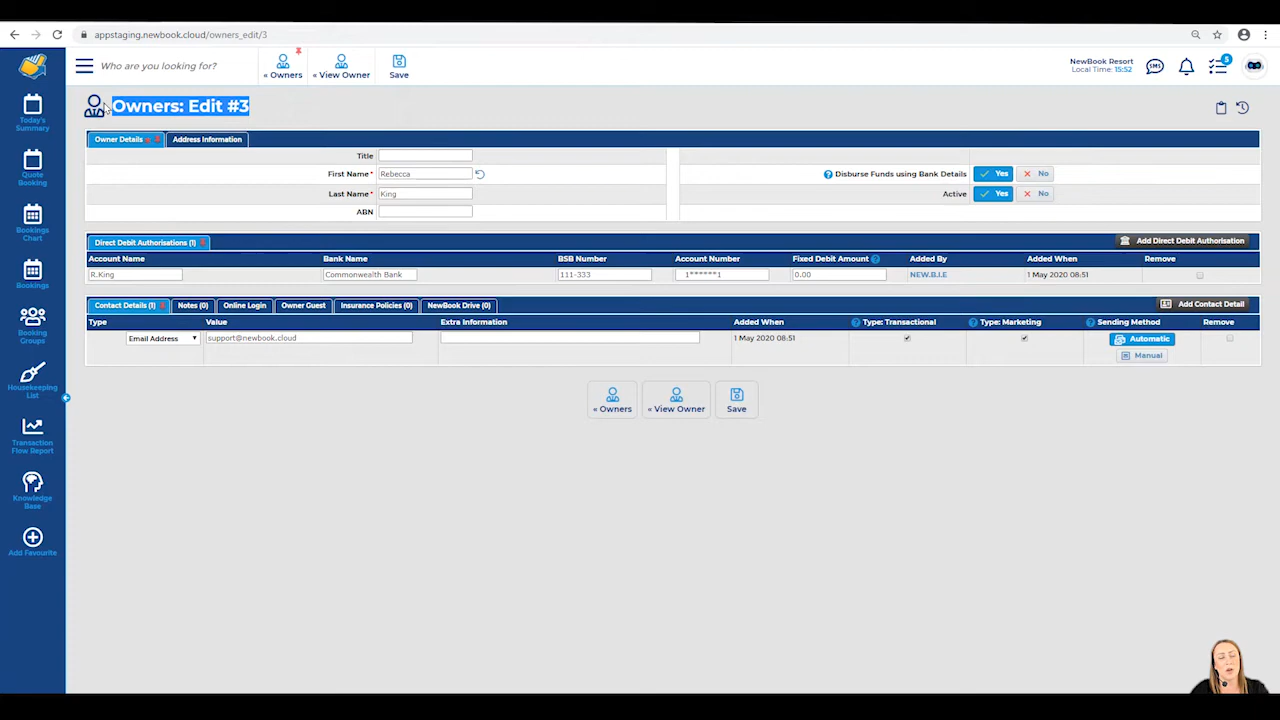 appstaging.newbook.cloud/owners_edit/3
Who are you looking for?
« Owners
« View Owner
Save
NewBook Resort
Local Time: 15:52
SMS
5
Today's
Summary
Quote
Booking
Bookings
Chart
Bookings
Booking
Groups
Housekeeping
List
Transaction
Flow Report
Knowledge
Base
Add Favourite
Owners: Edit #3
Owner Details
Address Information
Title
First Name* Rebecca
Disburse Funds using Bank Details Yes No
Last Name* King
Active Yes No
ABN
Direct Debit Authorisations (1)
Add Direct Debit Authorisation
Account Name Bank Name BSB Number Account Number Fixed Debit Amount Added By Added When Remove
R.King Commonwealth Bank 111-333 1******1 0.00 NEW.B.I.E 1 May 2020 08:51
Contact Details (1) Notes (0) Online Login Owner Guest Insurance Policies (0) NewBook Drive (0)
Add Contact Detail
Type Value Extra Information Added When Type: Transactional Type: Marketing Sending Method Remove
Email Address support@newbook.cloud 1 May 2020 08:51 Automatic
Manual
« Owners
« View Owner
Save